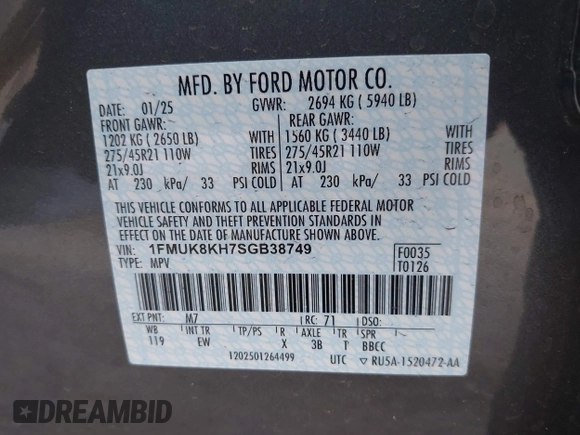 MFD. BY FORD MOTOR CO.
DATE: 01/25 GVWR: 2694 KG ( 5940 LB)
FRONT GAWR: REAR GAWR:
1202 KG ( 2650 LB) 1560 KG ( 3440 LB)
275/45R21 110W TIRES 275/45R21 110W TIRES
21x9.0J RIMS 21x9.0J RIMS
AT 230 kPa/ 33 PSI COLD AT 230 kPa/ 33 PSI COLD
THIS VEHICLE CONFORMS TO ALL APPLICABLE FEDERAL MOTOR
VEHICLE SAFETY AND THEFT PREVENTION STANDARDS IN EFFECT
ON THE DATE OF MANUFACTURE SHOWN ABOVE.
VIN: 1FMUK8KH7SGB38749 F0035
TYPE: MPV T0126
EXT PNT: M7 RC: 71 DSO:
WB INT TR TP/PS R AXLE TR SPR
119 EW X 3B T BBCC
1202501264499 UTC ▽ RU5A-1520472-AA
DREAMBID